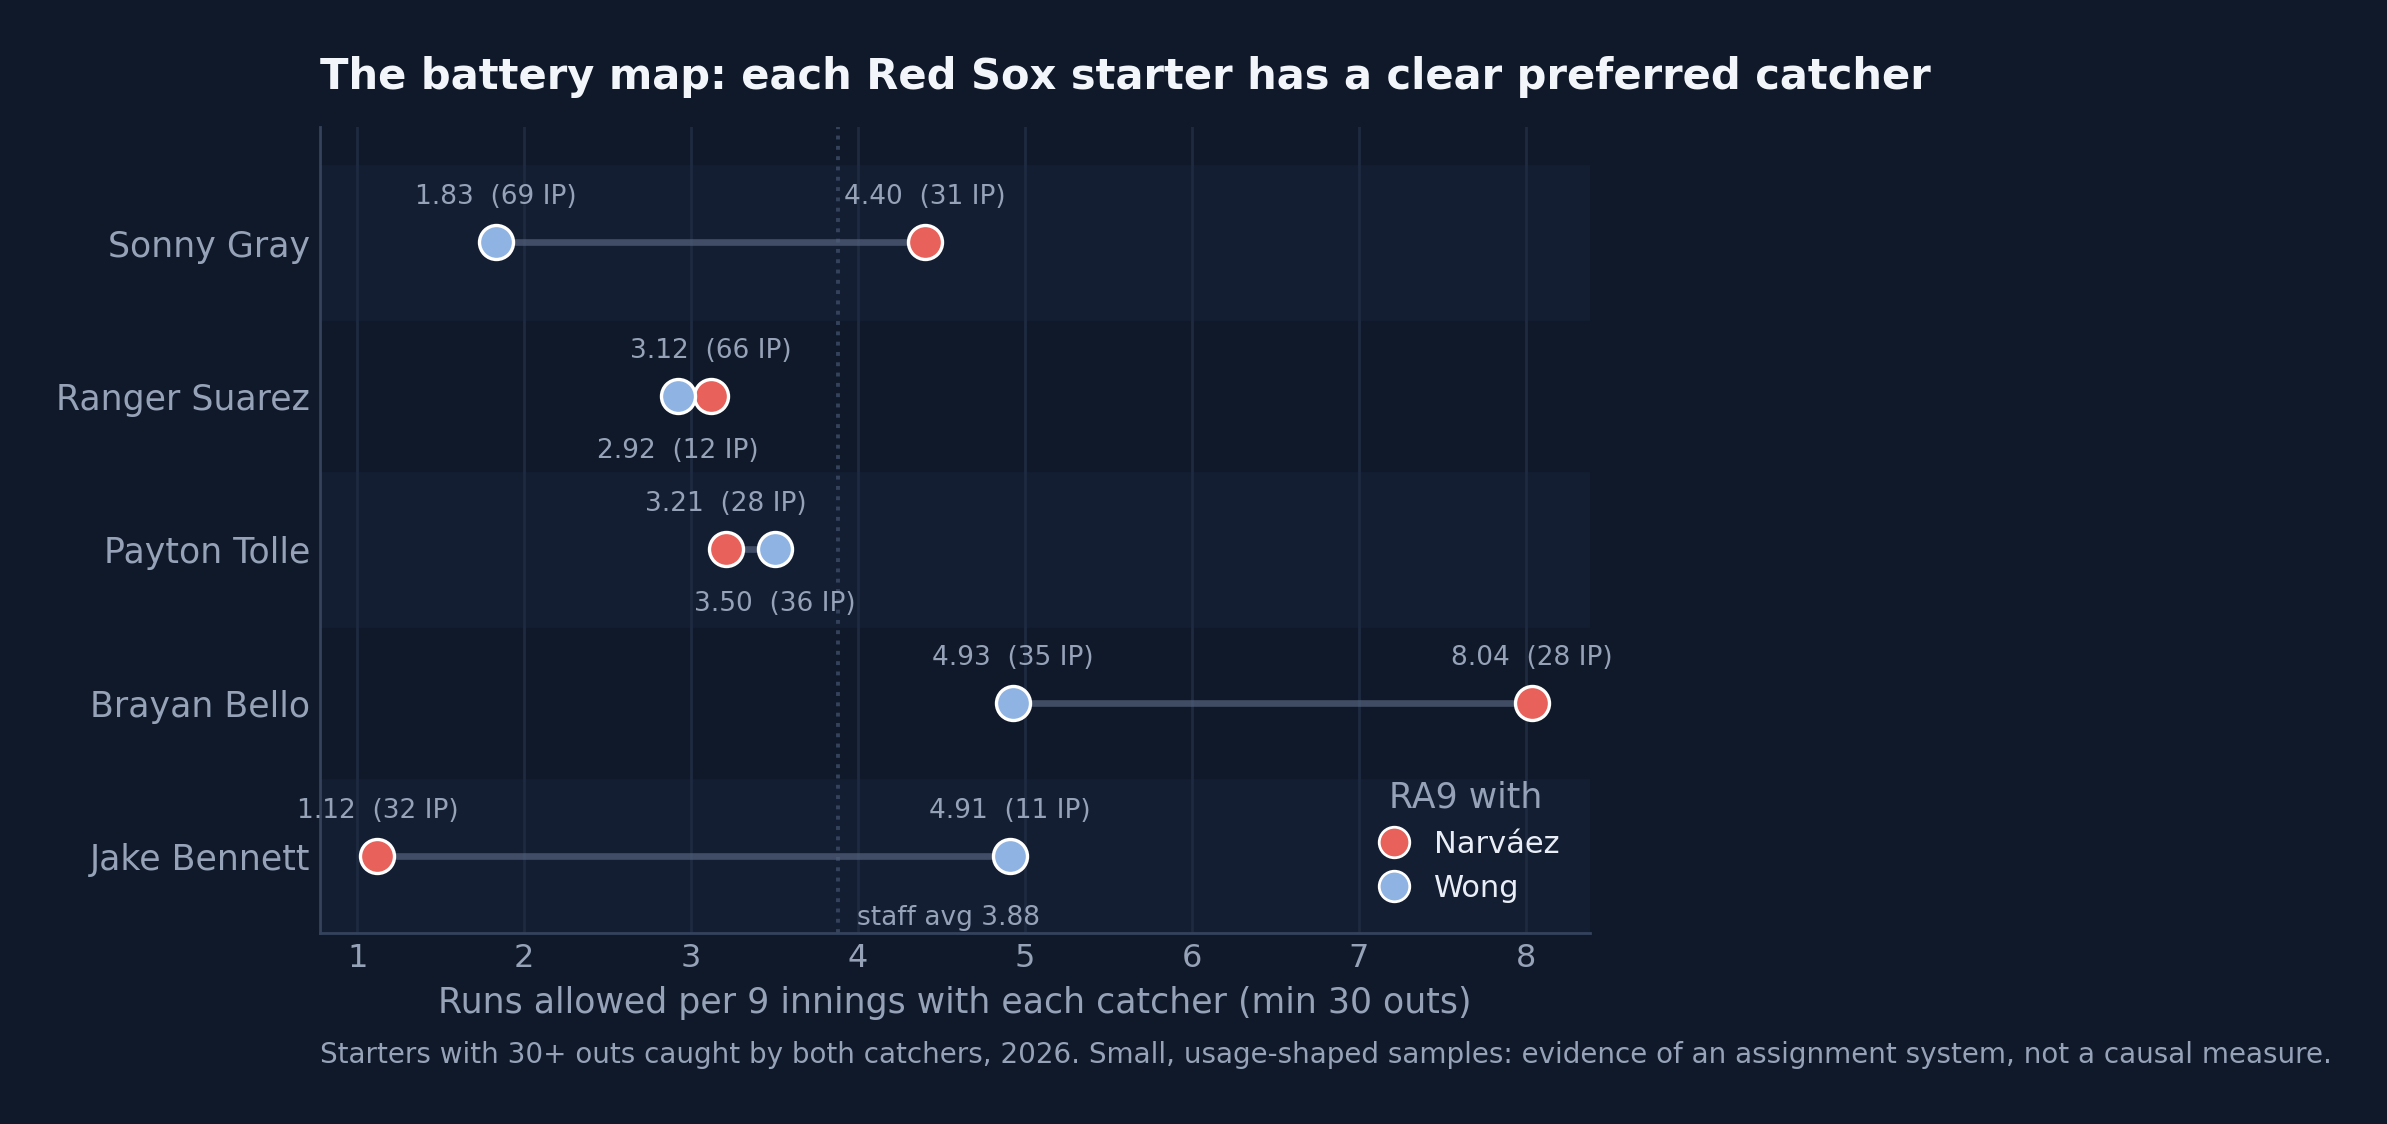 The battery map: each Red Sox starter has a clear preferred catcher
1.83 (69 IP) 4.40 (31 IP)
Sonny Gray
3.12 (66 IP)
Ranger Suarez
2.92 (12 IP)
3.21 (28 IP)
Payton Tolle
3.50 (36 IP)
4.93 (35 IP) 8.04 (28 IP)
Brayan Bello
RA9 with
1.12 (32 IP) 4.91 (11 IP)
Narváez
Jake Bennett
Wong
staff avg 3.88
1 2 3 4 5 6 7 8
Runs allowed per 9 innings with each catcher (min 30 outs)
Starters with 30+ outs caught by both catchers, 2026. Small, usage-shaped samples: evidence of an assignment system, not a causal measure.